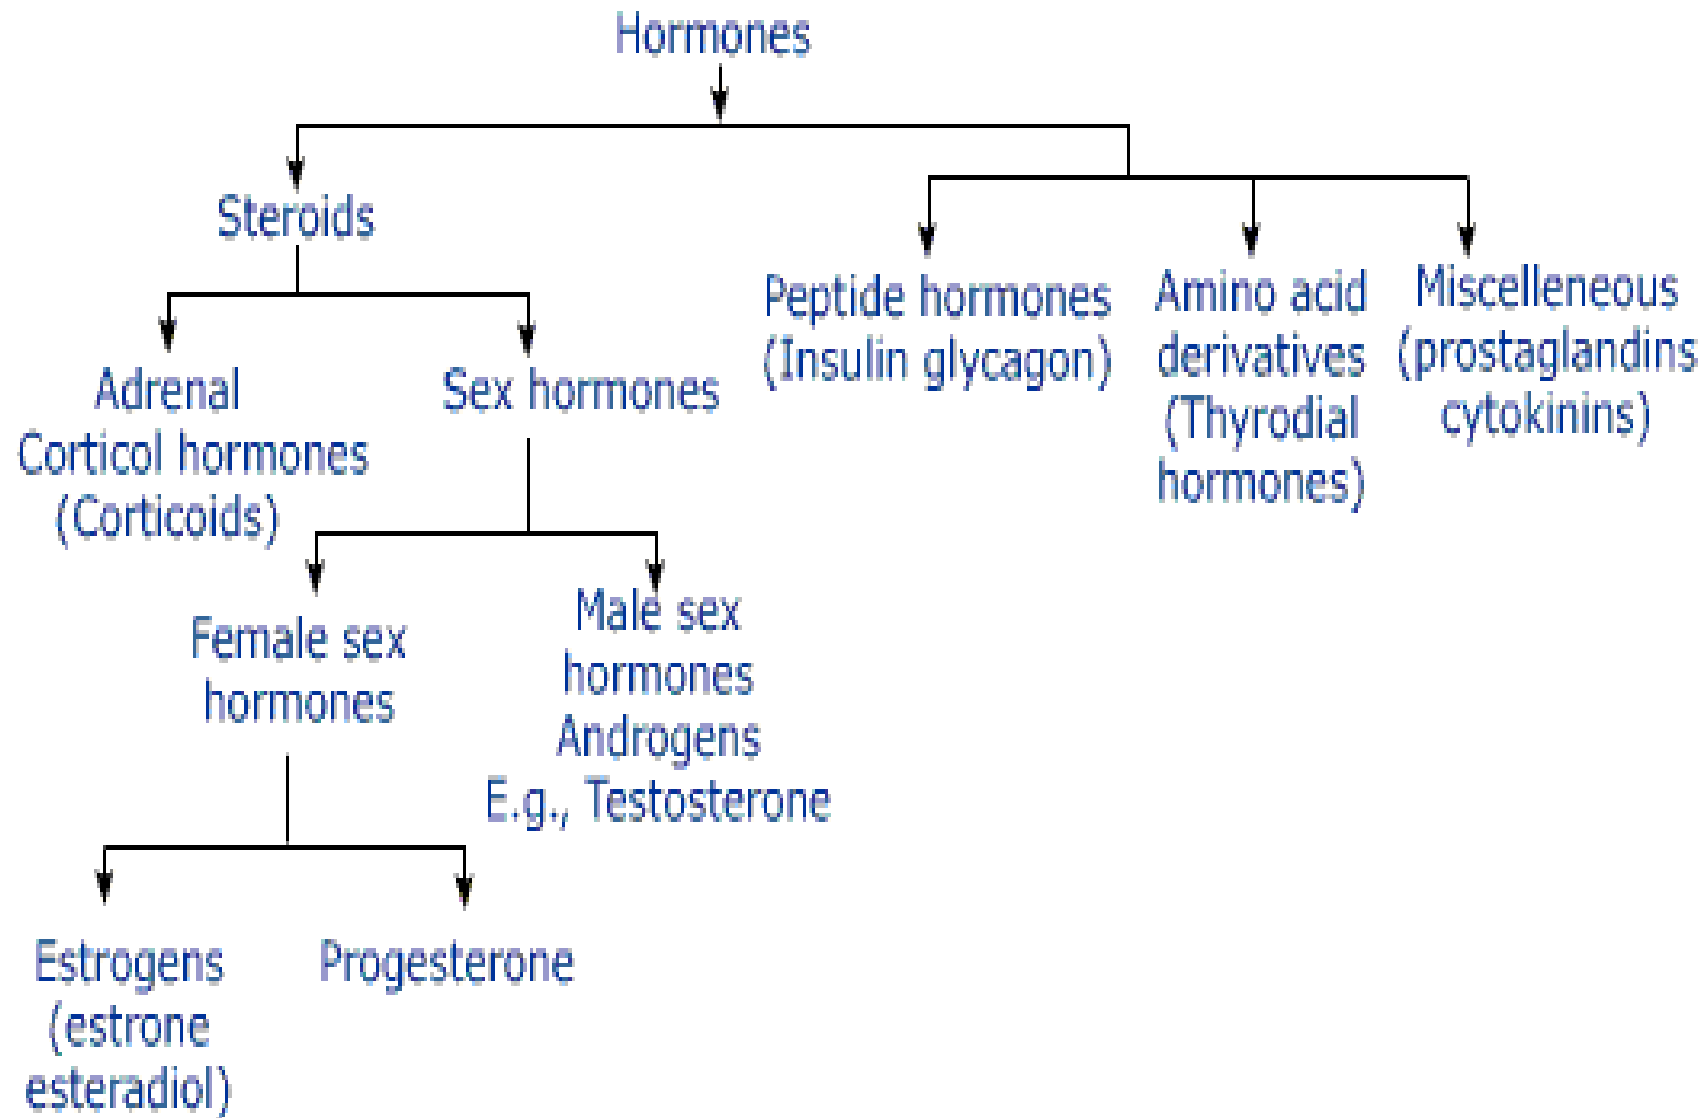 Hormones
Steroids
Peptide hormones
(Insulin glycagon)
Amino acid
derivatives
(Thyrodial
hormones)
Miscelleneous
(prostaglandins
cytokinins)
Adrenal
Corticol hormones
(Corticoids)
Sex hormones
Female sex
hormones
Male sex
hormones
Androgens
E.g., Testosterone
Estrogens
(estrone
esteradiol)
Progesterone